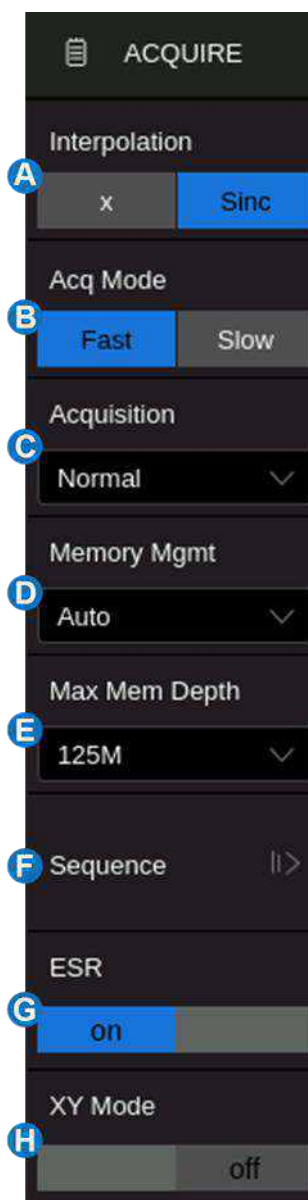 ACQUIRE
Interpolation
A
x Sinc
Acq Mode
B
Fast Slow
Acquisition
C
Normal
Memory Mgmt
D
Auto
Max Mem Depth
E
125M
F Sequence
ESR
G
on
XY Mode
H
off